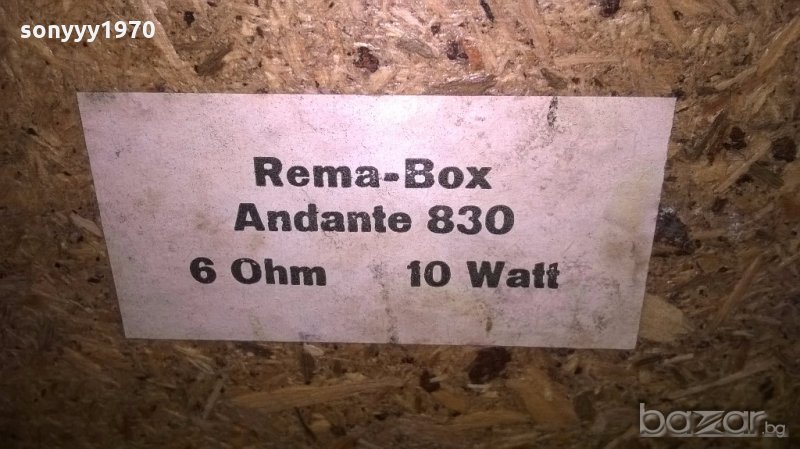 sonyyy1970
Rema-Box
Andante 830
6 Ohm 10 Watt
bazar.bg